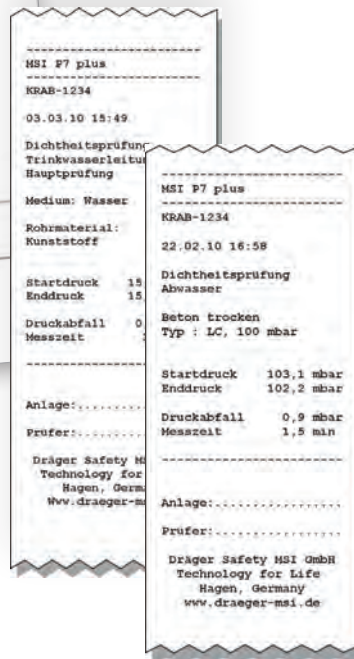 MSI P7 plus
KRAB-1234
03.03.10 15:49
Dichtheitsprüfung
Hauptprüfung
Medium: Wasser
Rohrmaterial:
Kunststoff
Startdruck 15
Enddruck 15,
Druckabfall 0
Messzeit
Anlage:..........
Prüfer:..........
Dräger Safety
Technology for
Hagen,
MSI P7 plus
KRAB-1234
22.02.10 16:58
Dichtheitsprüfung
Abwasser
Beton trocken
Typ : LC, 100 mbar
Startdruck 103,1 mbar
Enddruck 102,2 mbar
Druckabfall 0,9 mbar
Messzeit 1,5 min
Anlage:.................
Prüfer:.................
Dräger Safety MSI GmbH
Technology for Life
Hagen, Germany
www.draeger-msi.de